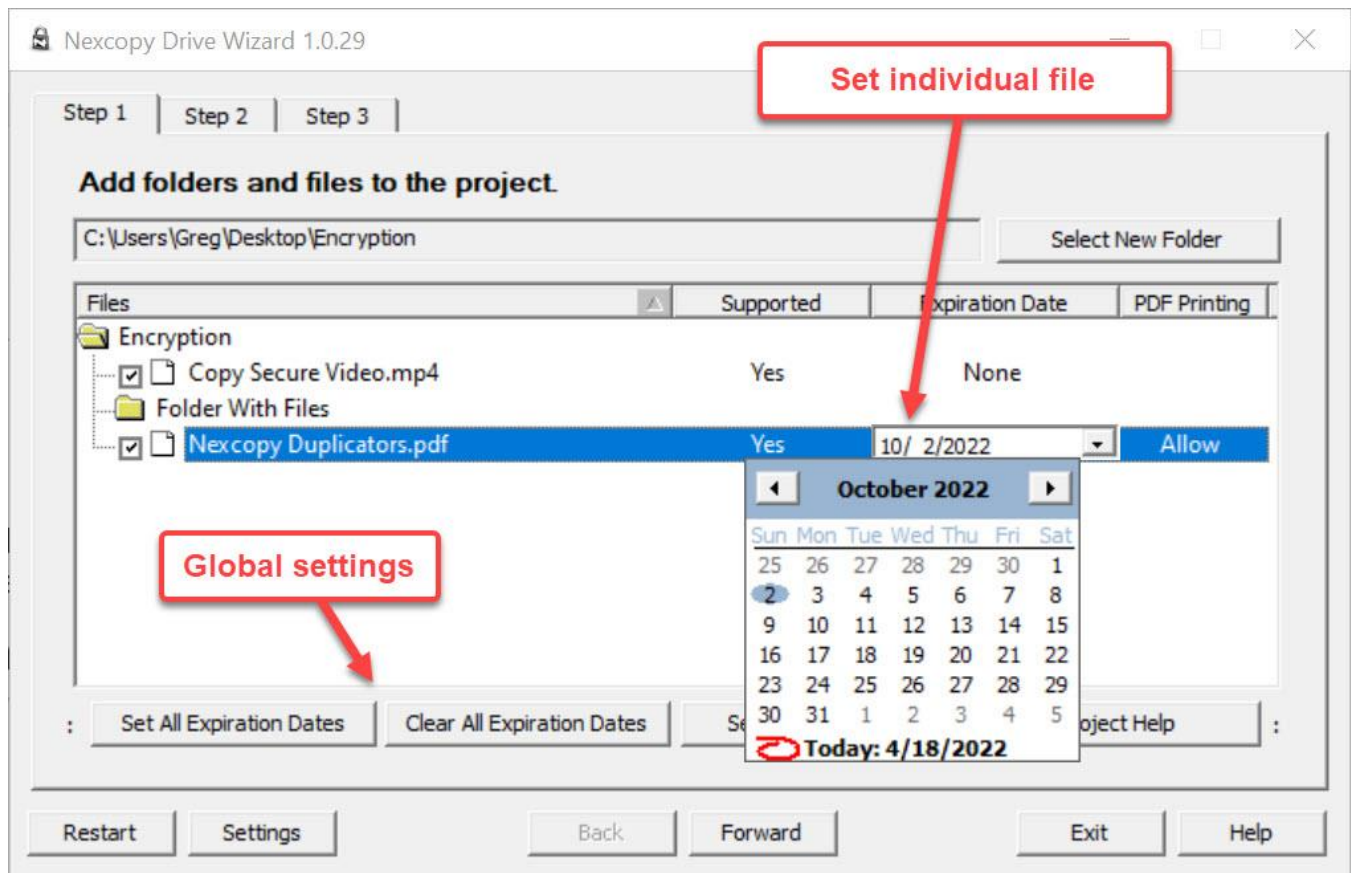 Nexcopy Drive Wizard 1.0.29
Set individual file
Step 1 Step 2 Step 3
Add folders and files to the project.
C:\Users\Greg\Desktop\Encryption Select New Folder
Files Supported Expiration Date PDF Printing
Encryption
Copy Secure Video.mp4 Yes None
Folder With Files
Nexcopy Duplicators.pdf Yes 10/ 2/2022 Allow
October 2022
Sun Mon Tue Wed Thu Fri Sat
25 26 27 28 29 30 1
Global settings
2 3 4 5 6 7 8
9 10 11 12 13 14 15
16 17 18 19 20 21 22
23 24 25 26 27 28 29
30 31 1 2 3 4 5
: Set All Expiration Dates Clear All Expiration Dates Help :
Today: 4/18/2022
Restart Settings Back Forward Exit Help